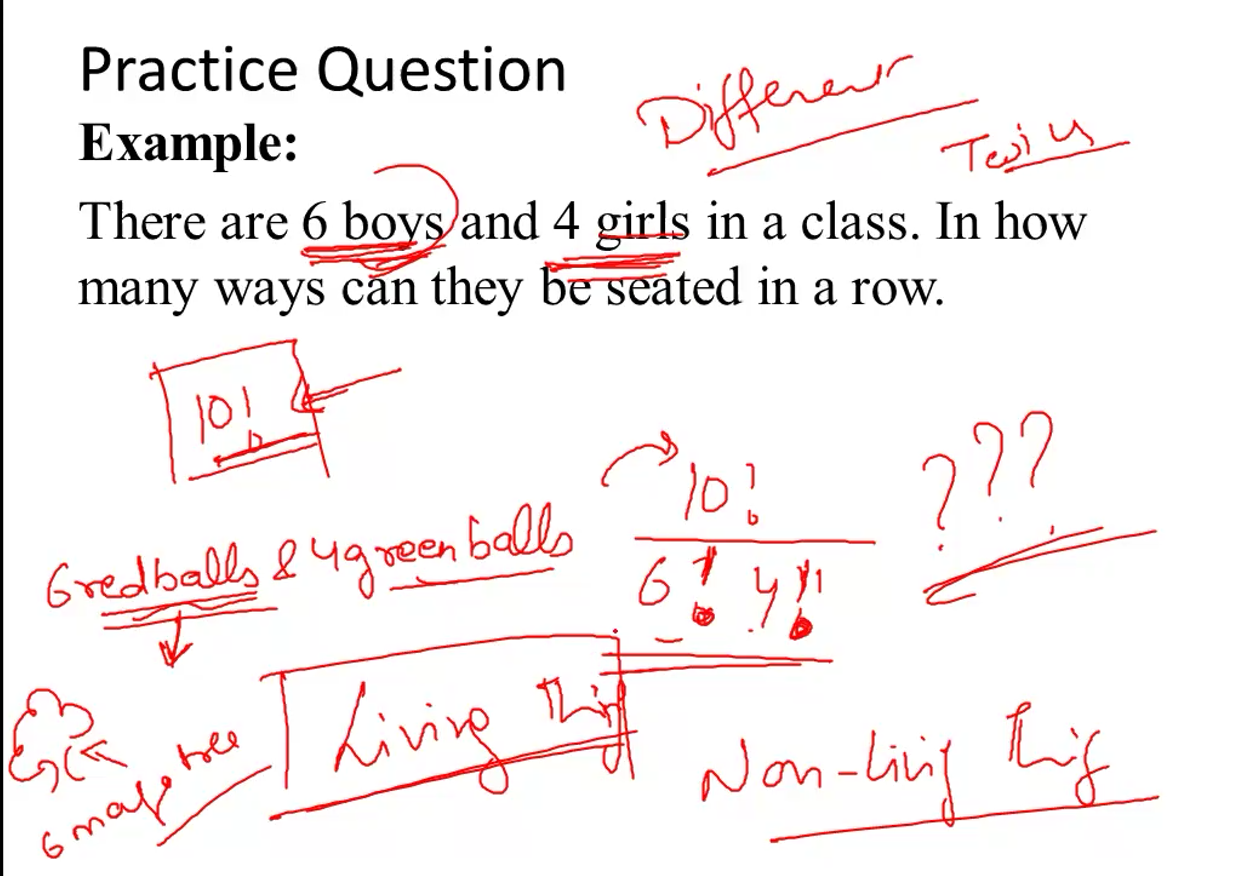 Practice Question
Different
Example:
Twins
There are 6 boys and 4 girls in a class. In how
many ways can they be seated in a row.
10!
10!
6! 4!
???
6 red balls & 4 green balls
Living Thing
6 tree
Non-Living Thing